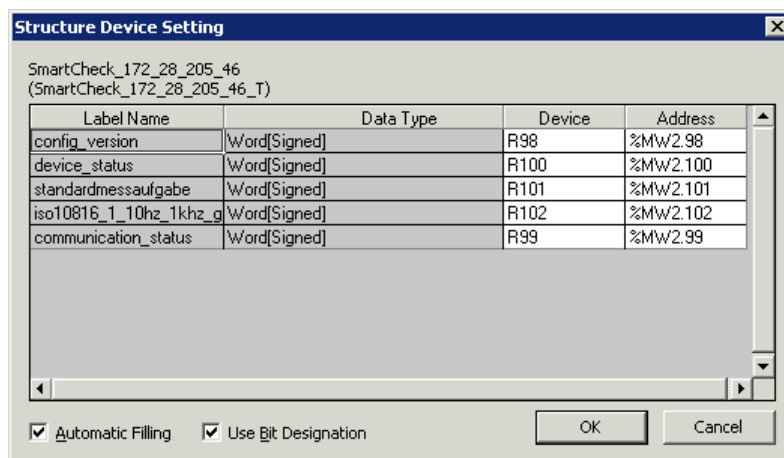 Structure Device Setting
SmartCheck_172_28_205_46
(SmartCheck_172_28_205_46_T)
Label Name Data Type Device Address
config_version Word[Signed] R98 %MW2.98
device_status Word[Signed] R100 %MW2.100
standardmessaufgabe Word[Signed] R101 %MW2.101
iso10816_1_10hz_1khz_g Word[Signed] R102 %MW2.102
communication_status Word[Signed] R99 %MW2.99
Automatic Filling Use Bit Designation OK Cancel